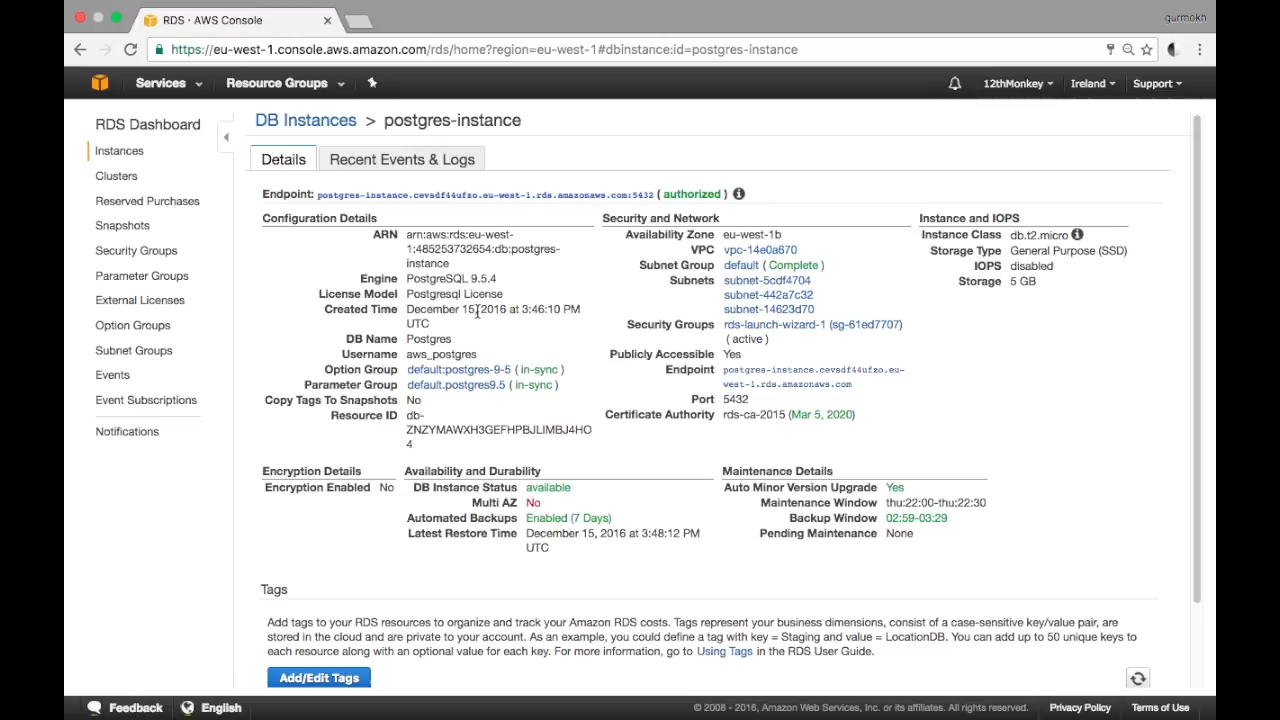 RDS · AWS Console
gurmokh
https://eu-west-1.console.aws.amazon.com/rds/home?region=eu-west-1#dbinstance:id=postgres-instance
Services
Resource Groups
12thMonkey
Ireland
Support
RDS Dashboard
Instances
Clusters
Reserved Purchases
Snapshots
Security Groups
Parameter Groups
External Licenses
Option Groups
Subnet Groups
Events
Event Subscriptions
Notifications
DB Instances > postgres-instance
Details
Recent Events & Logs
Endpoint: postgres-instance.cevsdf44ufzo.eu-west-1.rds.amazonaws.com:5432 ( authorized )
Configuration Details
ARN arn:aws:rds:eu-west-
1:485253732654:db:postgres-
instance
Engine PostgreSQL 9.5.4
License Model Postgresql License
Created Time December 15, 2016 at 3:46:10 PM
UTC
DB Name Postgres
Username aws_postgres
Option Group default:postgres-9-5 ( in-sync )
Parameter Group default.postgres9.5 ( in-sync )
Copy Tags To Snapshots No
Resource ID db-
ZNZYMAWXH3GEFHPBJLIMBJ4HO
4
Security and Network
Availability Zone eu-west-1b
VPC vpc-14e0a670
Subnet Group default ( Complete )
Subnets subnet-5cdf4704
subnet-442a7c32
subnet-14623d70
Security Groups rds-launch-wizard-1 (sg-61ed7707)
( active )
Publicly Accessible Yes
Endpoint postgres-instance.cevsdf44ufzo.eu-
west-1.rds.amazonaws.com
Port 5432
Certificate Authority rds-ca-2015 (Mar 5, 2020)
Instance and IOPS
Instance Class db.t2.micro
Storage Type General Purpose (SSD)
IOPS disabled
Storage 5 GB
Encryption Details
Encryption Enabled No
Availability and Durability
DB Instance Status available
Multi AZ No
Automated Backups Enabled (7 Days)
Latest Restore Time December 15, 2016 at 3:48:12 PM
UTC
Maintenance Details
Auto Minor Version Upgrade Yes
Maintenance Window thu:22:00-thu:22:30
Backup Window 02:59-03:29
Pending Maintenance None
Tags
Add tags to your RDS resources to organize and track your Amazon RDS costs. Tags represent your business dimensions, consist of a case-sensitive key/value pair, are
stored in the cloud and are private to your account. As an example, you could define a tag with key = Staging and value = LocationDB. You can add up to 50 unique keys to
each resource along with an optional value for each key. For more information, go to Using Tags in the RDS User Guide.
Add/Edit Tags
Feedback
English
© 2008 - 2016, Amazon Web Services, Inc. or its affiliates. All rights reserved.
Privacy Policy
Terms of Use